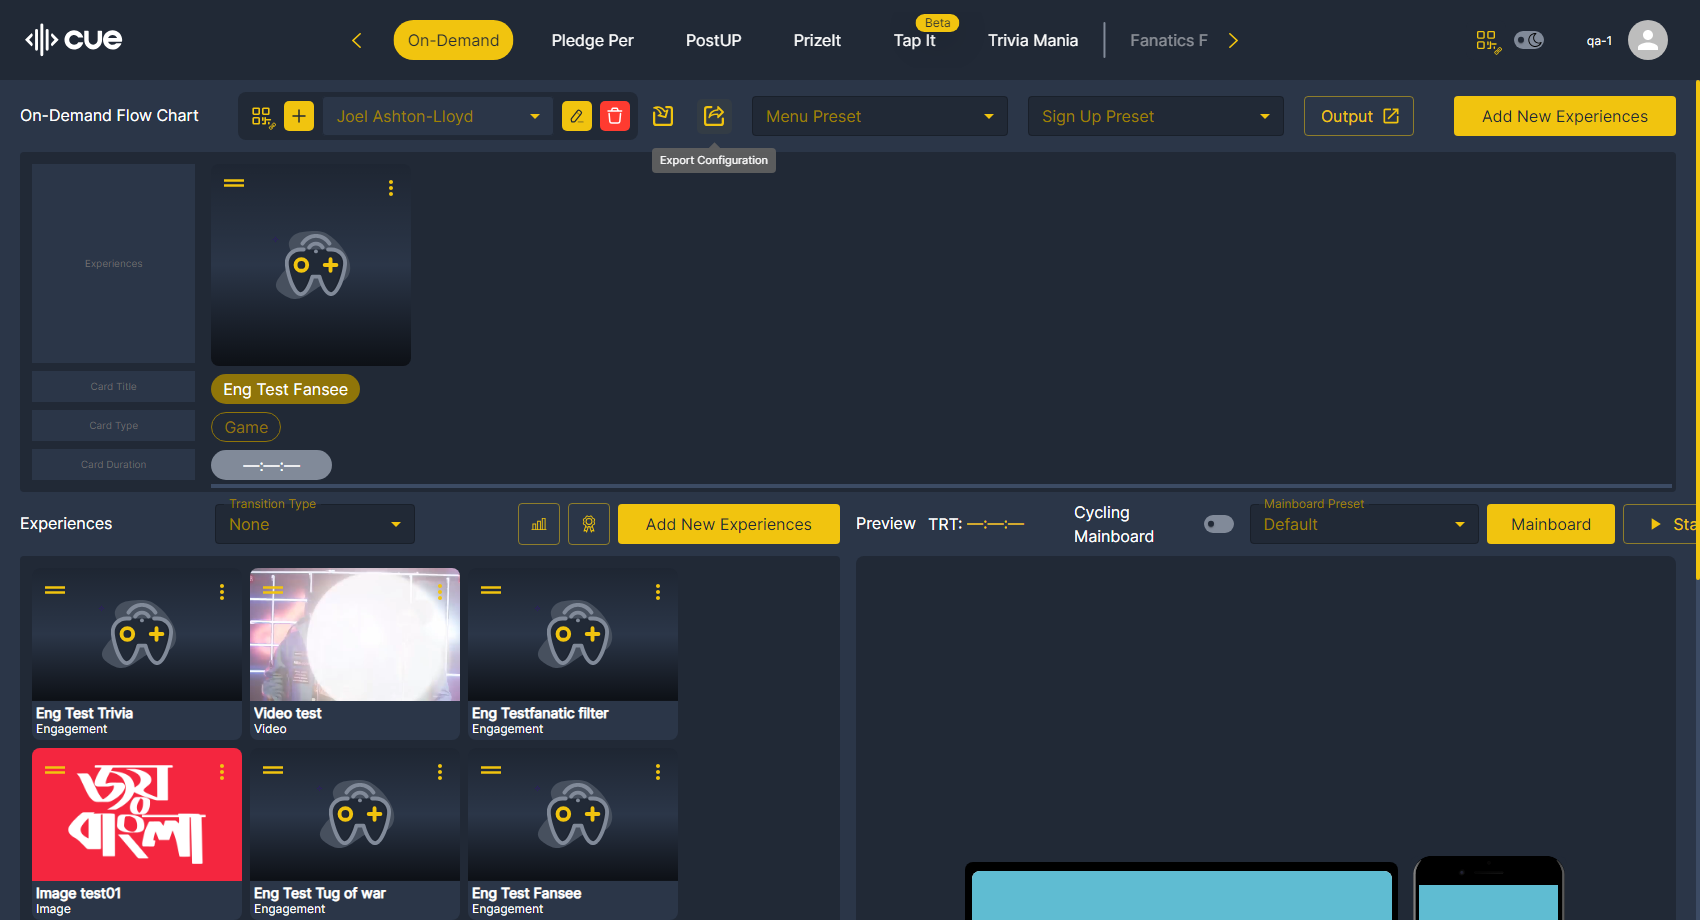 cue
On-Demand
Pledge Per
PostUP
PrizeIt
Beta
Tap It
Trivia Mania
Fanatics F
qa-1
On-Demand Flow Chart
Joel Ashton-Lloyd
Menu Preset
Sign Up Preset
Output
Add New Experiences
Export Configuration
Experiences
Card Title
Eng Test Fansee
Card Type
Game
Card Duration
—:—:—
Experiences
Transition Type
None
Add New Experiences
Preview
TRT: —:—:—
Cycling
Mainboard
Mainboard Preset
Default
Mainboard
Sta
Eng Test Trivia
Engagement
Video test
Video
Eng Testfanatic filter
Engagement
জয়
বাংলা
Image test01
Image
Eng Test Tug of war
Engagement
Eng Test Fansee
Engagement